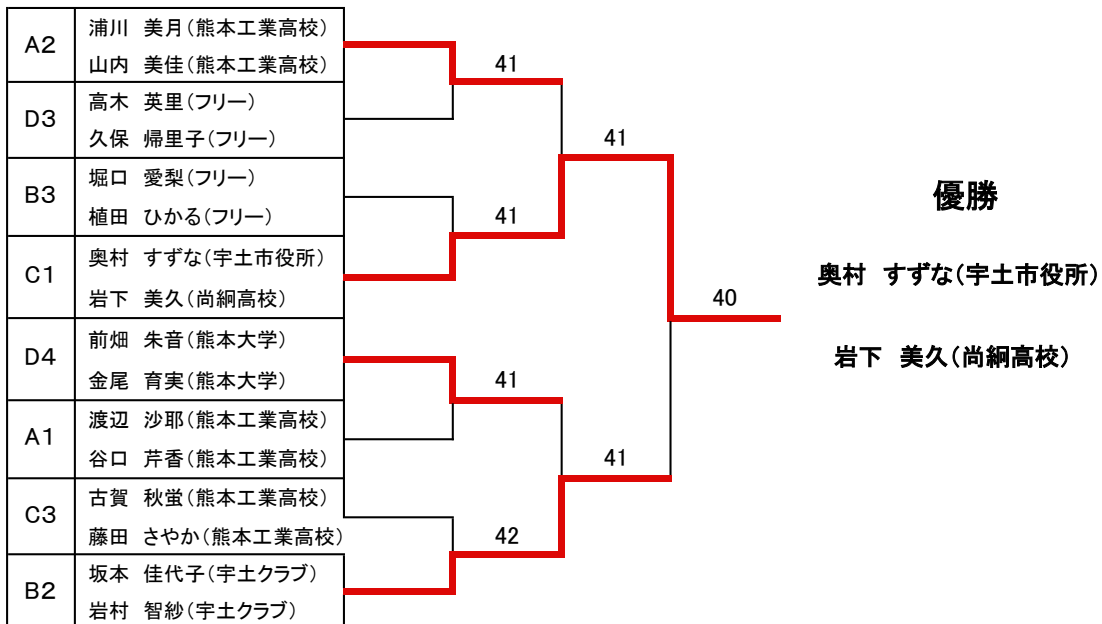 A2
浦川 美月(熊本工業高校)
山内 美佳(熊本工業高校)
D3
高木 英里(フリー)
久保 帰里子(フリー)
B3
堀口 愛梨(フリー)
植田 ひかる(フリー)
C1
奥村 すずな(宇土市役所)
岩下 美久(尚絅高校)
D4
前畑 朱音(熊本大学)
金尾 育実(熊本大学)
A1
渡辺 沙耶(熊本工業高校)
谷口 芹香(熊本工業高校)
C3
古賀 秋蛍(熊本工業高校)
藤田 さやか(熊本工業高校)
B2
坂本 佳代子(宇土クラブ)
岩村 智紗(宇土クラブ)
41
41
41
42
41
41
40
優勝
奥村 すずな(宇土市役所)
岩下 美久(尚絅高校)